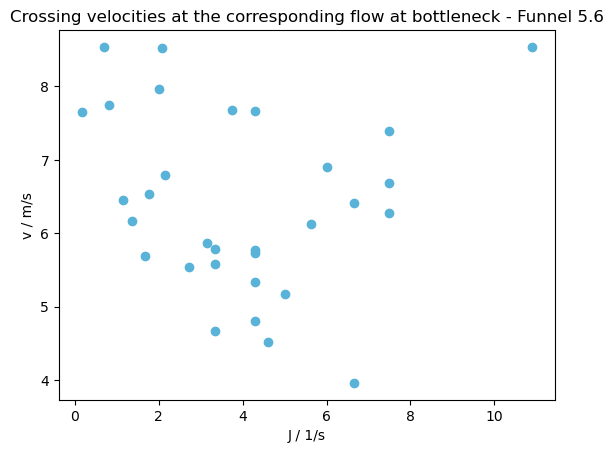 Crossing velocities at the corresponding flow at bottleneck - Funnel 5.6
8
7
6
5
4
v / m/s
0 2 4 6 8 10
J / 1/s